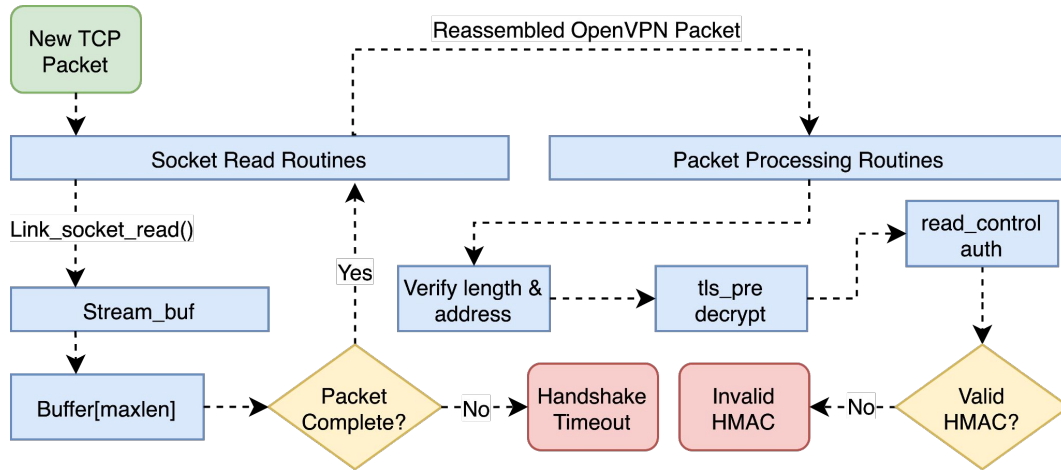 New TCP
Packet
Reassembled OpenVPN Packet
Socket Read Routines
Packet Processing Routines
Link_socket_read()
Yes
read_control
auth
Stream_buf
Verify length &
address
tls_pre
decrypt
Buffer[maxlen]
Packet
Complete?
No
Handshake
Timeout
Invalid
HMAC
No
Valid
HMAC?